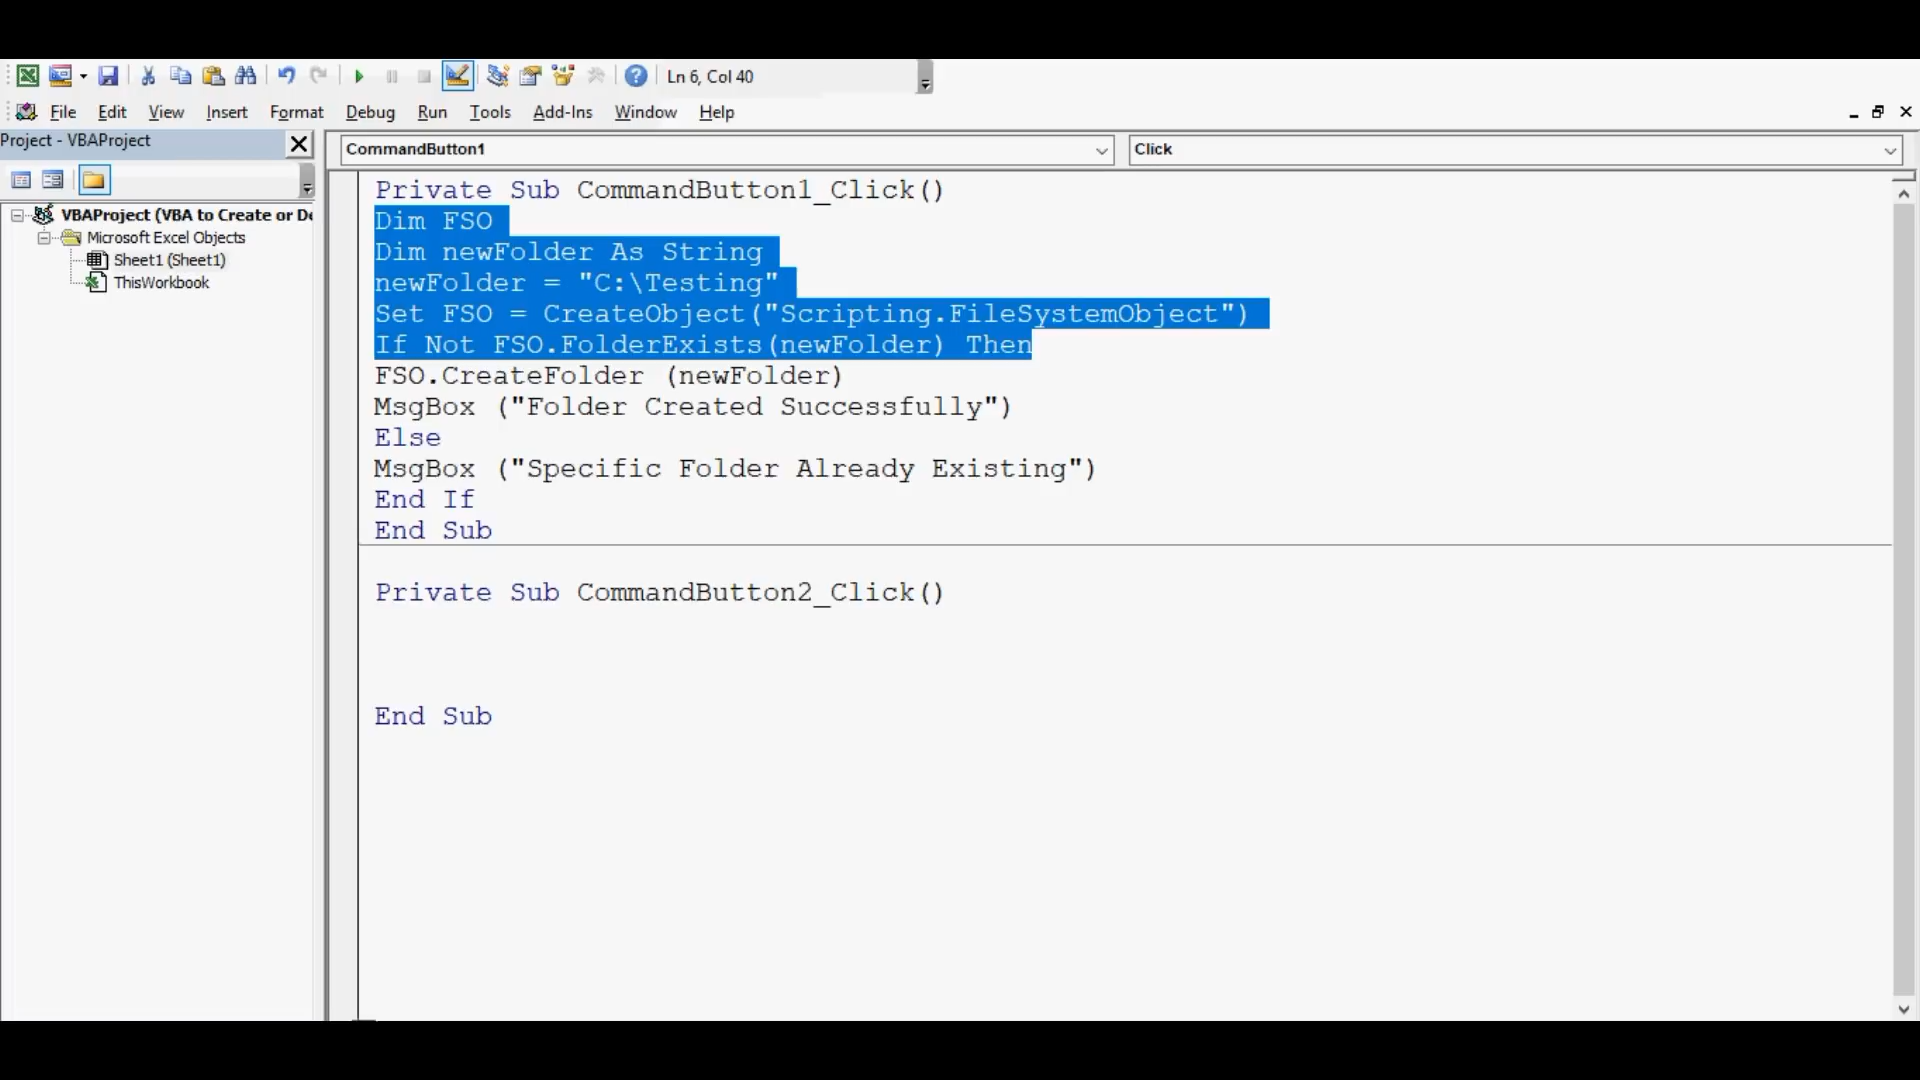 Ln 6, Col 40
File Edit View Insert Format Debug Run Tools Add-Ins Window Help
Project - VBAProject
CommandButton1
Click
VBAProject (VBA to Create or De
Microsoft Excel Objects
Sheet1 (Sheet1)
ThisWorkbook
Private Sub CommandButton1_Click()
Dim FSO
Dim newFolder As String
newFolder = "C:\Testing"
Set FSO = CreateObject("Scripting.FileSystemObject")
If Not FSO.FolderExists(newFolder) Then
FSO.CreateFolder (newFolder)
MsgBox ("Folder Created Successfully")
Else
MsgBox ("Specific Folder Already Existing")
End If
End Sub
Private Sub CommandButton2_Click()
End Sub